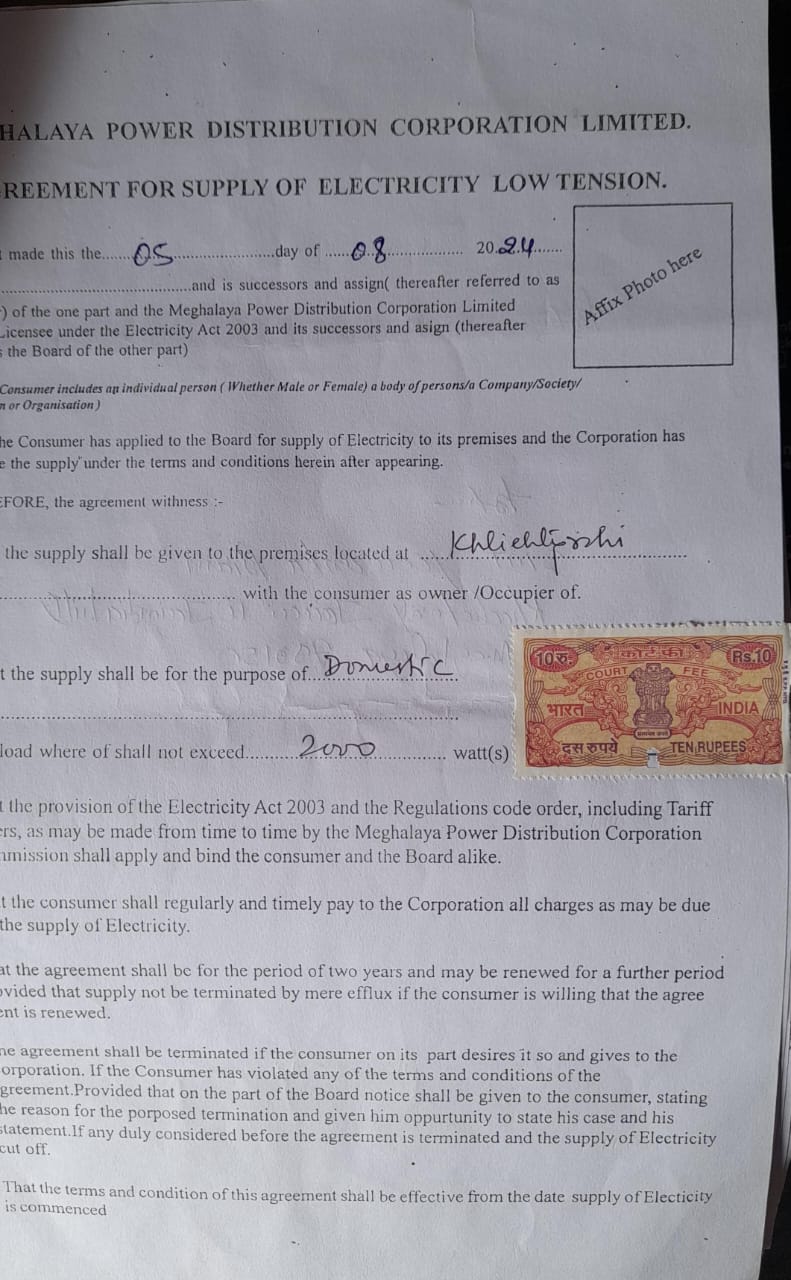 HALAYA POWER DISTRIBUTION CORPORATION LIMITED.
REEMENT FOR SUPPLY OF ELECTRICITY LOW TENSION.
made this the.......05...........................day of ......08................. 20.24.......
................................................and is successors and assign( thereafter referred to as
) of the one part and the Meghalaya Power Distribution Corporation Limited
Licensee under the Electricity Act 2003 and its successors and asign (thereafter
the Board of the other part)
Affix Photo here
Consumer includes an individual person ( Whether Male or Female) a body of persons/a Company/Society/
n or Organisation )
he Consumer has applied to the Board for supply of Electricity to its premises and the Corporation has
e the supply under the terms and conditions herein after appearing.
EFORE, the agreement withness :-
the supply shall be given to the premises located at
with the consumer as owner /Occupier of.
t the supply shall be for the purpose of...Domestic
load where of shall not exceed..........2000................. watt(s)
10रु. कोर्ट फी Rs.10
COURT FEE
भारत INDIA
दस रुपये TEN RUPEES
t the provision of the Electricity Act 2003 and the Regulations code order, including Tariff
ers, as may be made from time to time by the Meghalaya Power Distribution Corporation
mmission shall apply and bind the consumer and the Board alike.
t the consumer shall regularly and timely pay to the Corporation all charges as may be due
the supply of Electricity.
at the agreement shall be for the period of two years and may be renewed for a further period
ovided that supply not be terminated by mere efflux if the consumer is willing that the agree
ent is renewed.
he agreement shall be terminated if the consumer on its part desires it so and gives to the
orporation. If the Consumer has violated any of the terms and conditions of the
greement.Provided that on the part of the Board notice shall be given to the consumer, stating
he reason for the porposed termination and given him oppurtunity to state his case and his
statement.If any duly considered before the agreement is terminated and the supply of Electricity
cut off.
That the terms and condition of this agreement shall be effective from the date supply of Electicity
is commenced